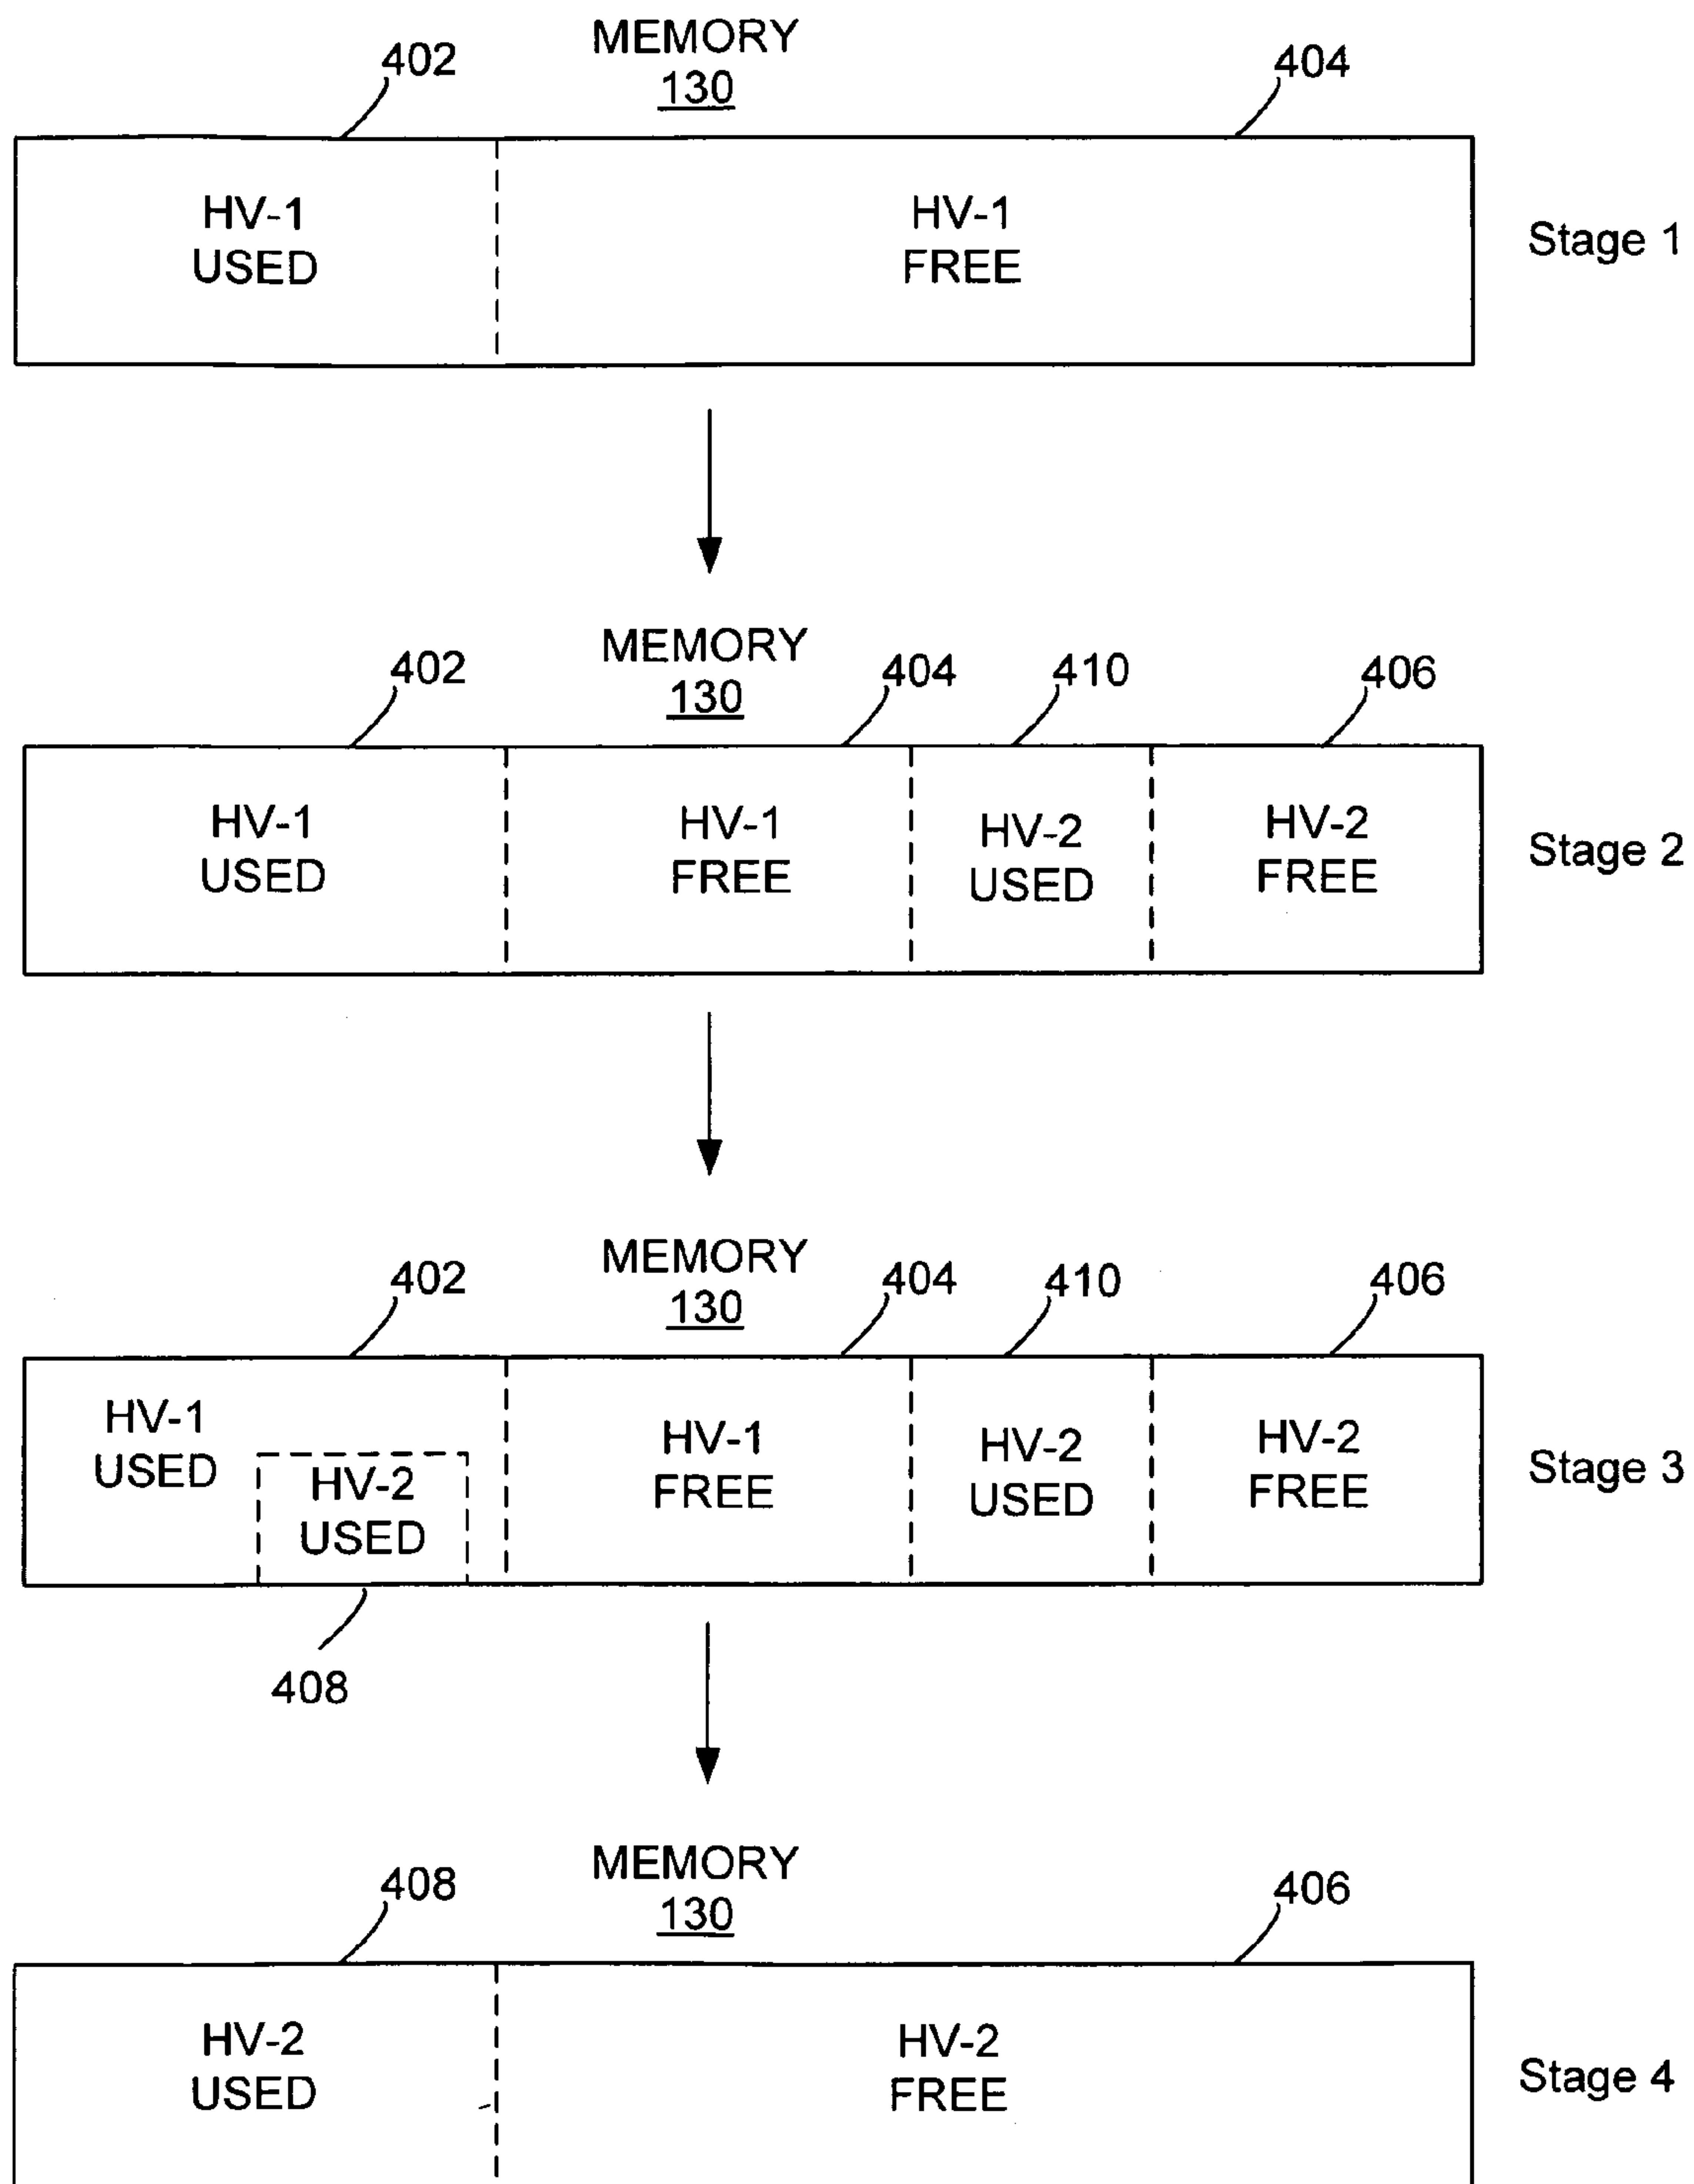 MEMORY
130
402
404
HV-1
USED
HV-1
FREE
Stage 1
MEMORY
130
402
404
410
406
HV-1
USED
HV-1
FREE
HV-2
USED
HV-2
FREE
Stage 2
MEMORY
130
402
404
410
406
HV-1
USED
HV-2
USED
HV-1
FREE
HV-2
USED
HV-2
FREE
Stage 3
408
MEMORY
130
408
406
HV-2
USED
HV-2
FREE
Stage 4